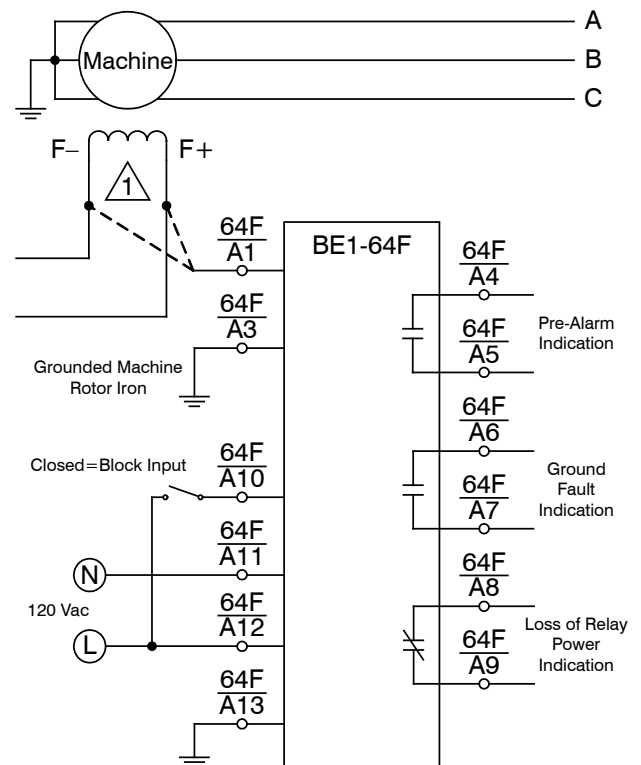 A
Machine
B
C
F–
F+
1
64F
A1
BE1-64F
64F
A4
64F
A3
64F
A5
Pre-Alarm
Indication
Grounded Machine
Rotor Iron
64F
A6
Closed=Block Input
64F
A10
64F
A7
Ground
Fault
Indication
64F
A11
N
64F
A8
120 Vac
64F
A12
L
64F
A9
Loss of Relay
Power
Indication
64F
A13